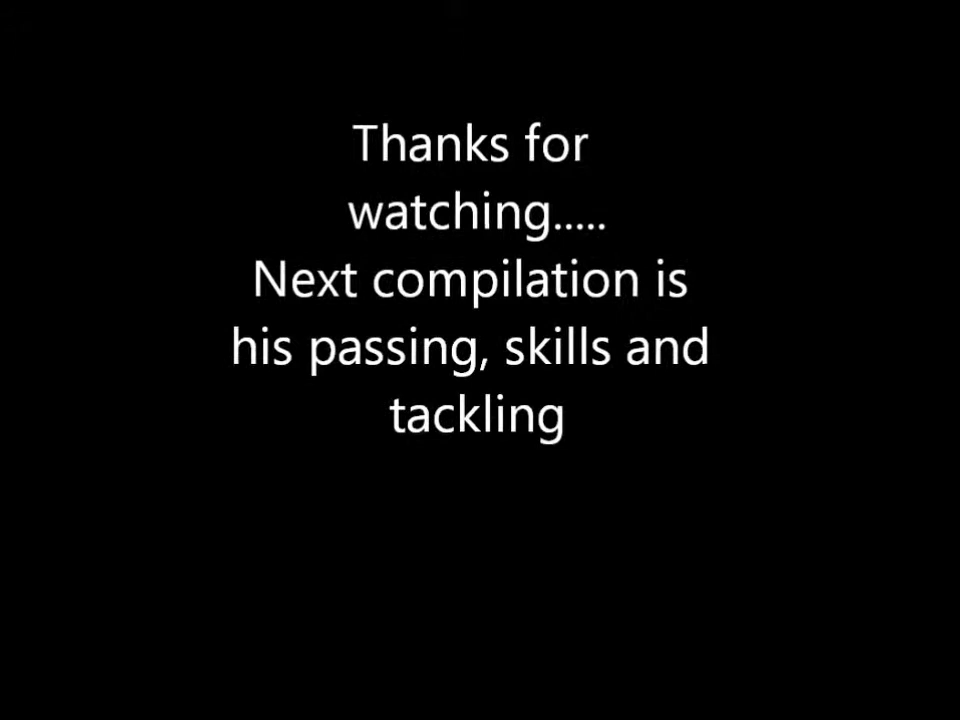 Thanks for
watching.....
Next compilation is
his passing, skills and
tackling